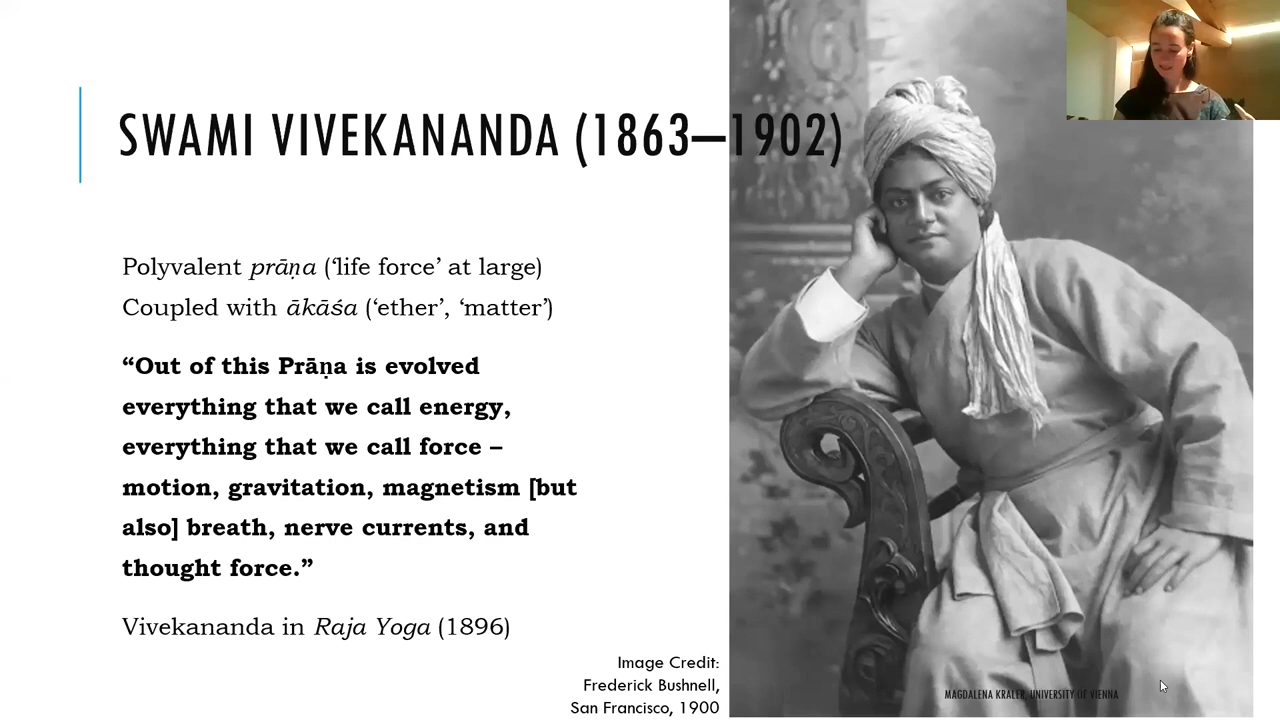 SWAMI VIVEKANANDA (1863–1902)
Polyvalent prāṇa (‘life force’ at large)
Coupled with ākāśa (‘ether’, ‘matter’)
“Out of this Prāṇa is evolved
everything that we call energy,
everything that we call force –
motion, gravitation, magnetism [but
also] breath, nerve currents, and
thought force.”
Vivekananda in Raja Yoga (1896)
Image Credit:
Frederick Bushnell,
San Francisco, 1900
MAGDALENA KRALER, UNIVERSITY OF VIENNA